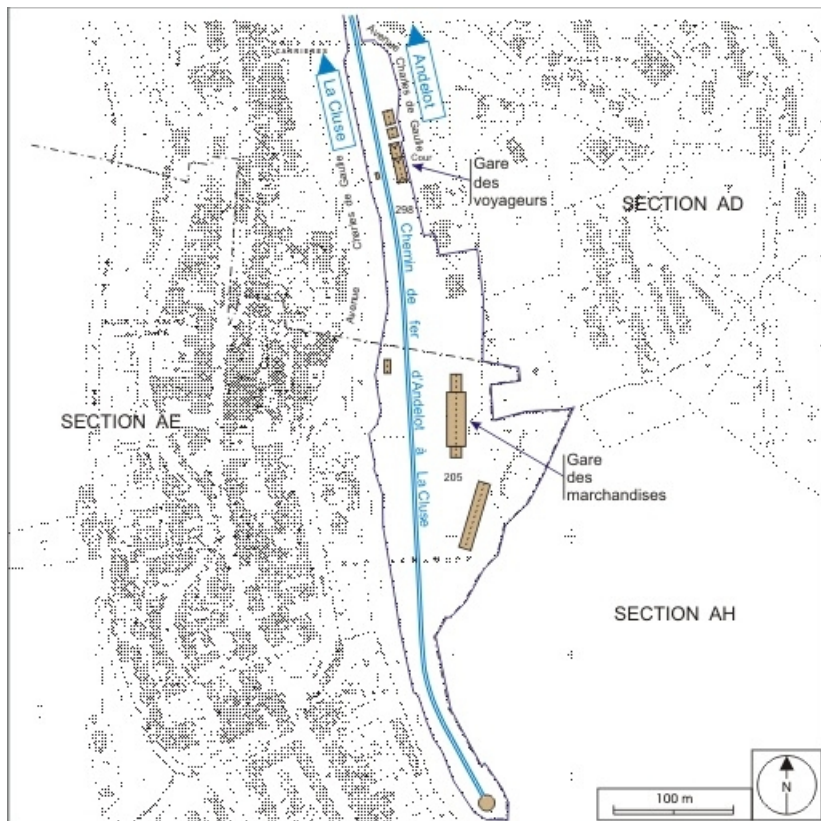 Avenue Charles de Gaulle
CARRIERES
La Cluse
Andelot
Cour
Gare
des
voyageurs
298
SECTION AD
Avenue Charles de Gaulle
Chemin de fer d'Andelot à La Cluse
SECTION AE
Gare
des
marchandises
205
SECTION AH
100 m
N